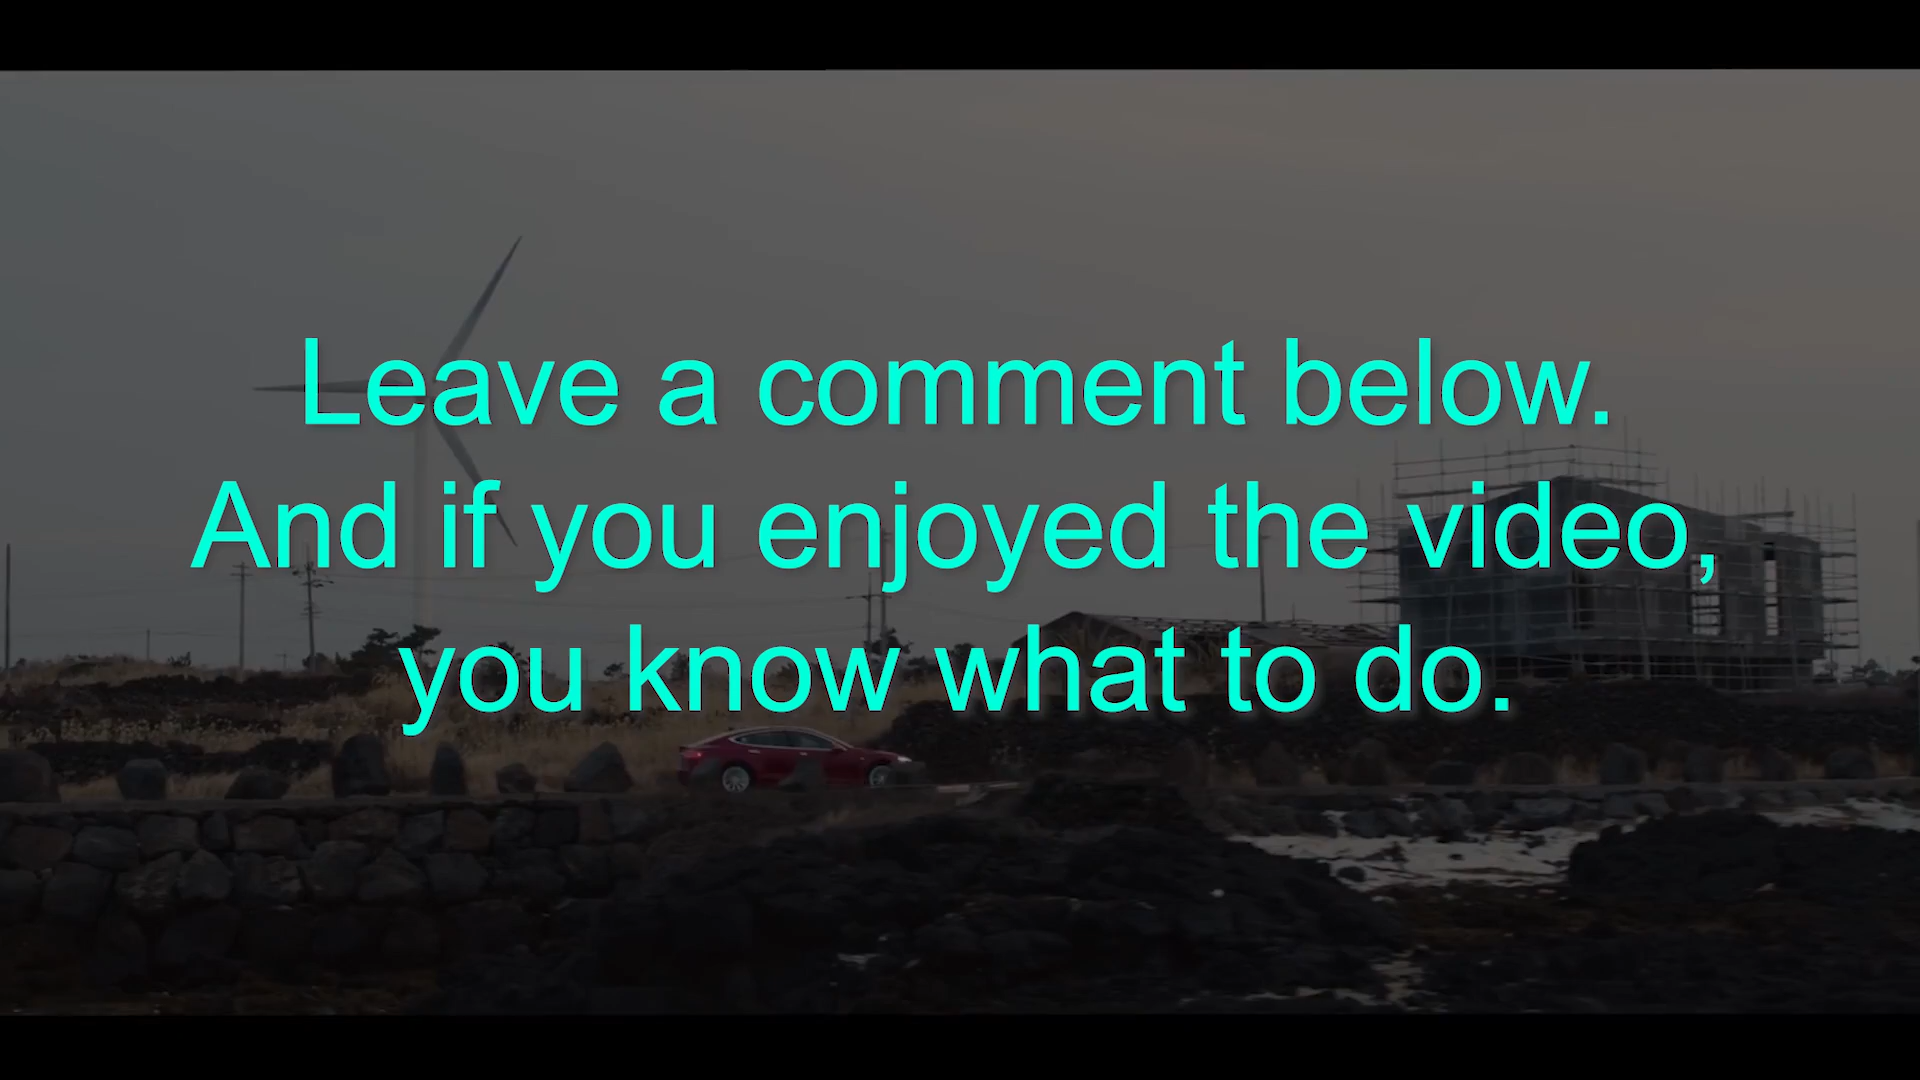 Leave a comment below.
And if you enjoyed the video,
you know what to do.